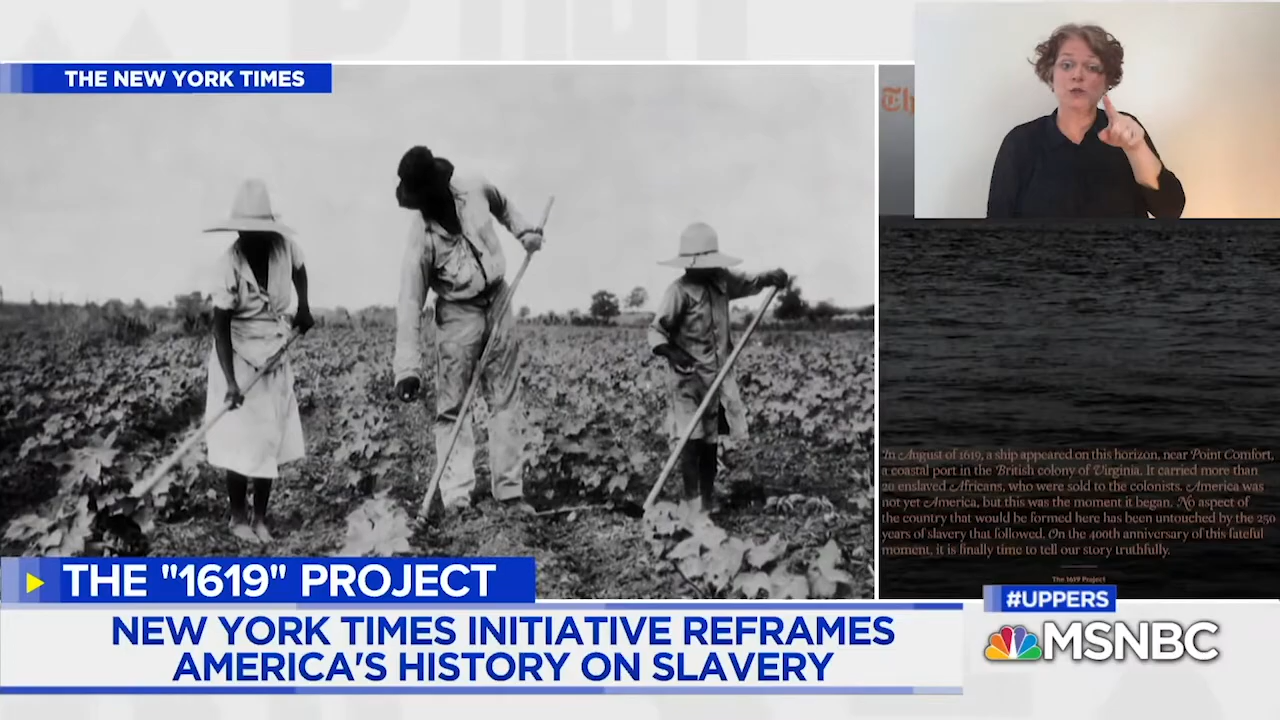 THE NEW YORK TIMES
Th
In August of 1619, a ship appeared on this horizon, near Point Comfort,
a coastal port in the British colony of Virginia. It carried more than
20 enslaved Africans, who were sold to the colonists. America was
not yet America, but this was the moment it began. No aspect of
the country that would be formed here has been untouched by the 250
years of slavery that followed. On the 400th anniversary of this fateful
moment, it is finally time to tell our story truthfully.
The 1619 Project
THE "1619" PROJECT
#UPPERS
NEW YORK TIMES INITIATIVE REFRAMES
AMERICA'S HISTORY ON SLAVERY
MSNBC